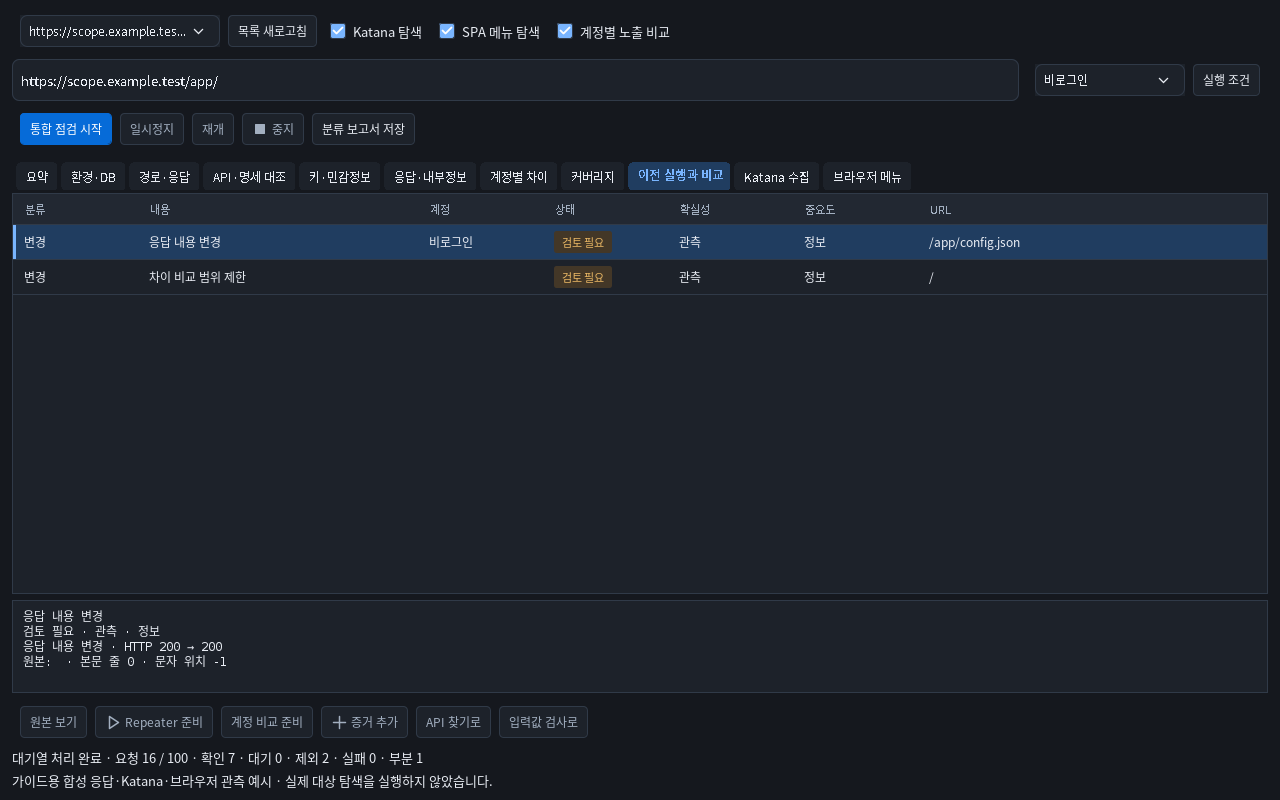 https://scope.example.tes... 목록 새로고침 Katana 탐색 SPA 메뉴 탐색 계정별 노출 비교
https://scope.example.test/app/ 비로그인 실행 조건
통합 점검 시작 일시정지 재개 중지 분류 보고서 저장
요약 환경·DB 경로·응답 API·명세 대조 키·민감정보 응답·내부정보 계정별 차이 커버리지 이전 실행과 비교 Katana 수집 브라우저 메뉴
분류 내용 계정 상태 확실성 중요도 URL
변경 응답 내용 변경 비로그인 검토 필요 관측 정보 /app/config.json
변경 차이 비교 범위 제한 검토 필요 관측 정보 /
응답 내용 변경
검토 필요 · 관측 · 정보
응답 내용 변경 · HTTP 200 → 200
원본: · 본문 줄 0 · 문자 위치 -1
원본 보기 Repeater 준비 계정 비교 준비 증거 추가 API 찾기로 입력값 검사로
대기열 처리 완료 · 요청 16 / 100 · 확인 7 · 대기 0 · 제외 2 · 실패 0 · 부분 1
가이드용 합성 응답·Katana·브라우저 관측 예시 · 실제 대상 탐색을 실행하지 않았습니다.